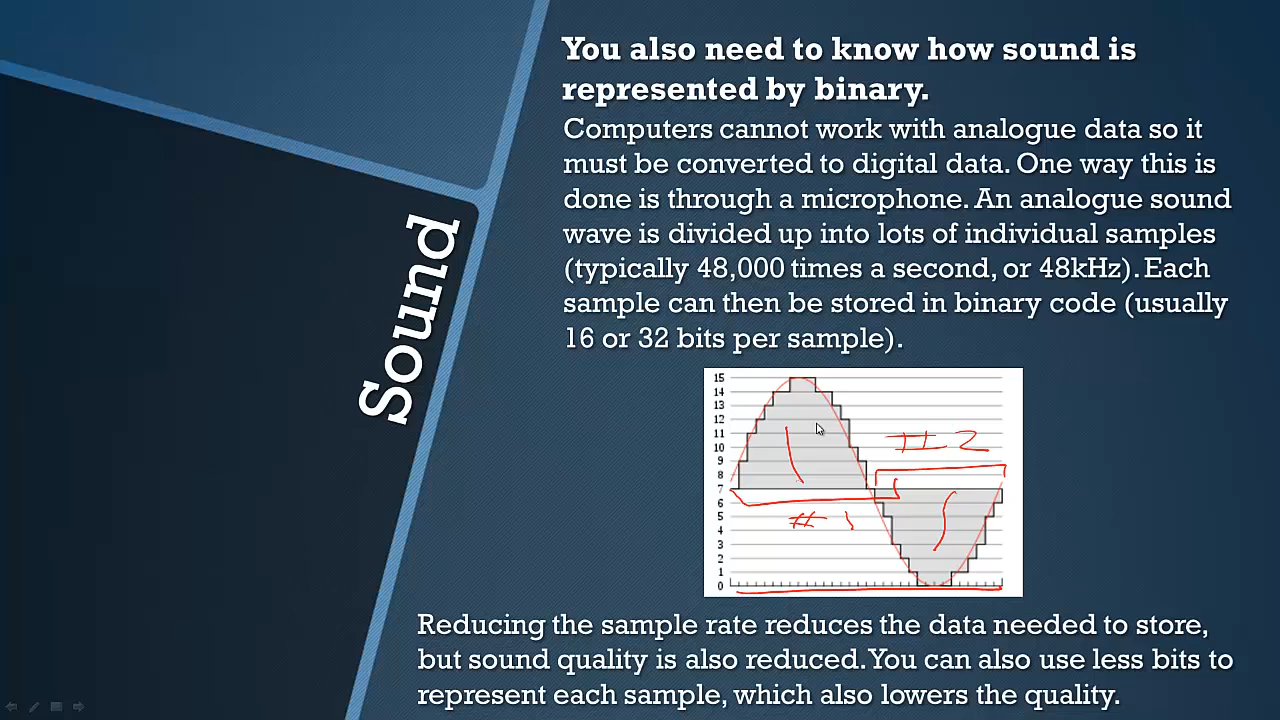 Sound
You also need to know how sound is
represented by binary.
Computers cannot work with analogue data so it
must be converted to digital data. One way this is
done is through a microphone. An analogue sound
wave is divided up into lots of individual samples
(typically 48,000 times a second, or 48kHz). Each
sample can then be stored in binary code (usually
16 or 32 bits per sample).
15
14
13
12
11
10
9
8
7
6
5
4
3
2
1
0
#2
#1
Reducing the sample rate reduces the data needed to store,
but sound quality is also reduced. You can also use less bits to
represent each sample, which also lowers the quality.